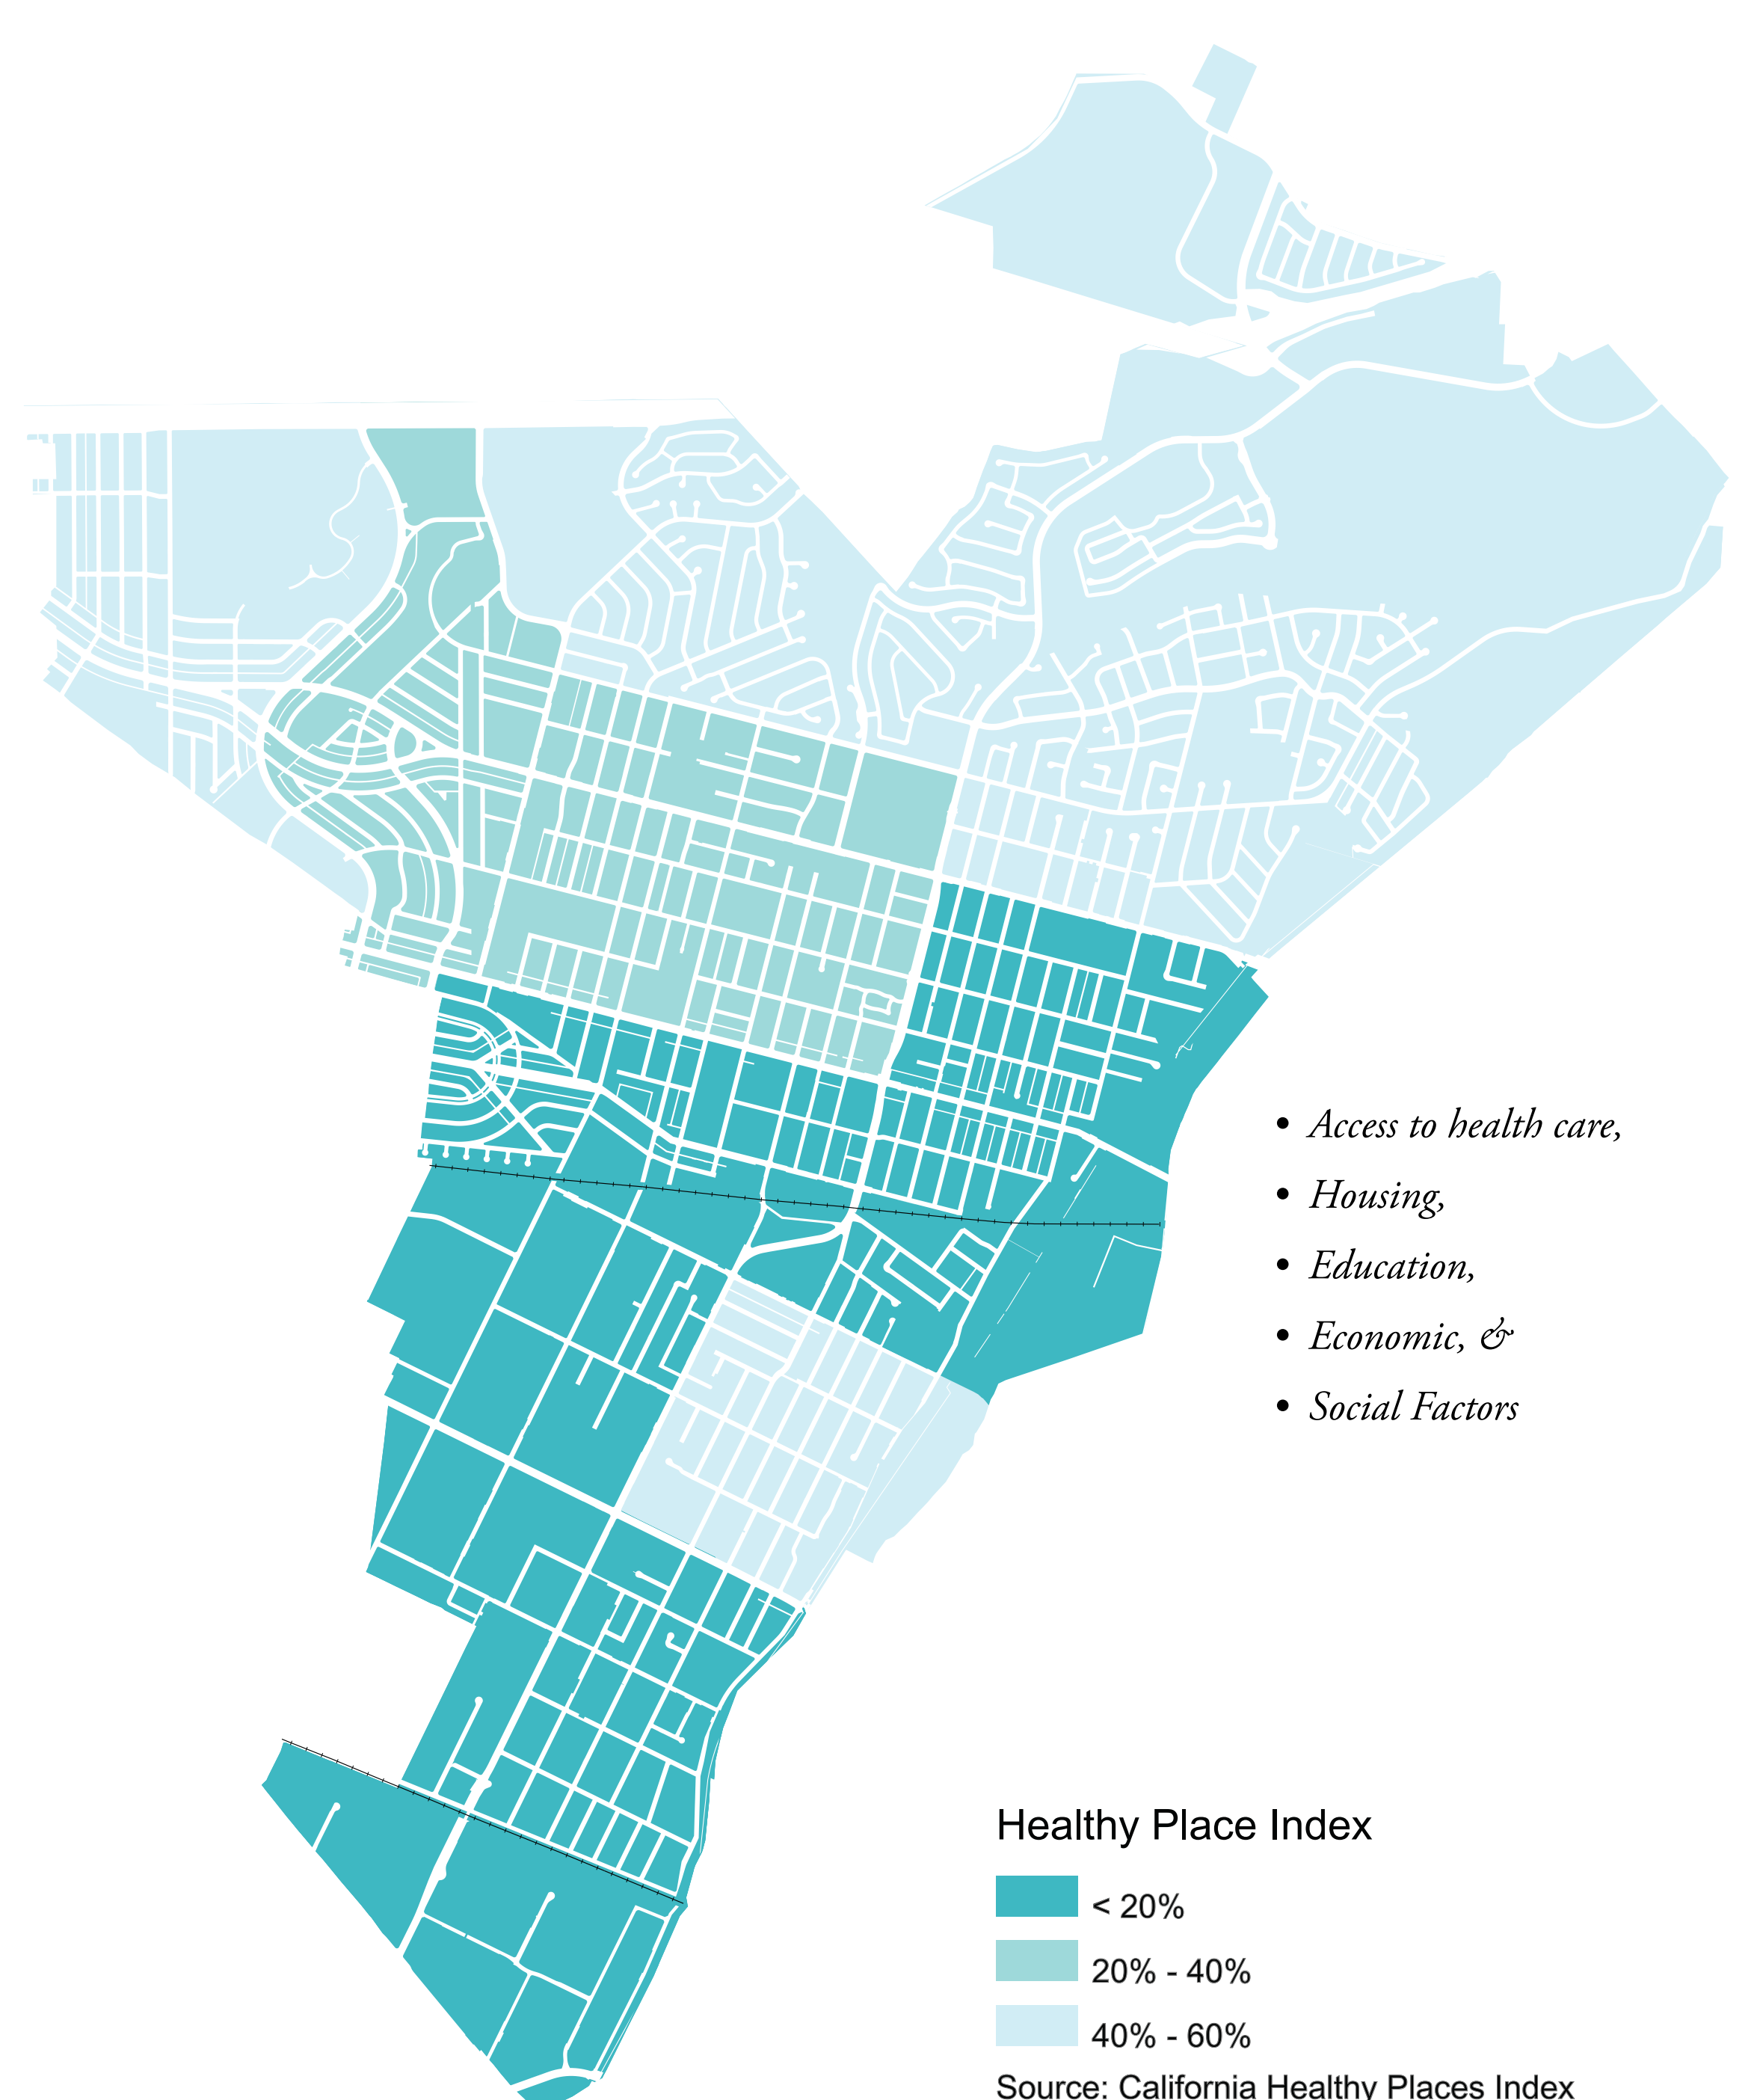 • Access to health care,
• Housing,
• Education,
• Economic, &
• Social Factors
Healthy Place Index
< 20%
20% - 40%
40% - 60%
Source: California Healthy Places Index